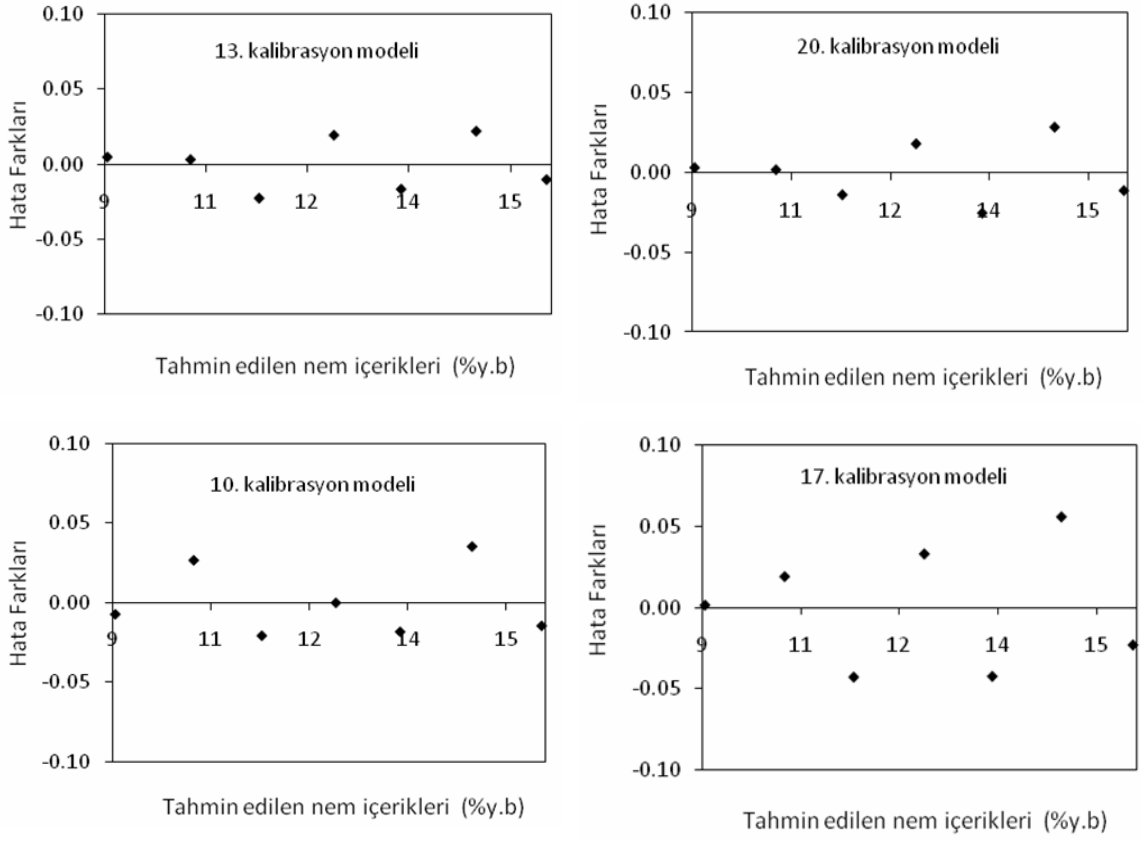 0.10
13. kalibrasyon modeli
0.05
0.00
-0.05
-0.10
9 11 12 14 15
Hata Farkları
Tahmin edilen nem içerikleri (%y.b)
0.10
20. kalibrasyon modeli
0.05
0.00
-0.05
-0.10
9 11 12 14 15
Hata Farkları
Tahmin edilen nem içerikleri (%y.b)
0.10
10. kalibrasyon modeli
0.05
0.00
-0.05
-0.10
9 11 12 14 15
Hata Farkları
Tahmin edilen nem içerikleri (%y.b)
0.10
17. kalibrasyon modeli
0.05
0.00
-0.05
-0.10
9 11 12 14 15
Hata Farkları
Tahmin edilen nem içerikleri (%y.b)